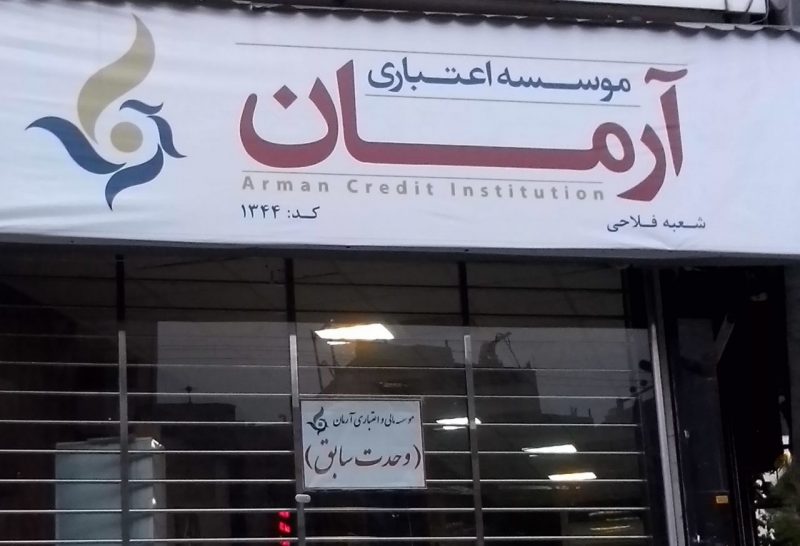 موسسه اعتباری
آرمان
Arman Credit Institution
شعبه فلاحی
کد: ۱۳۴۴
موسسه مالی و اعتباری آرمان
(وحدت سابق)